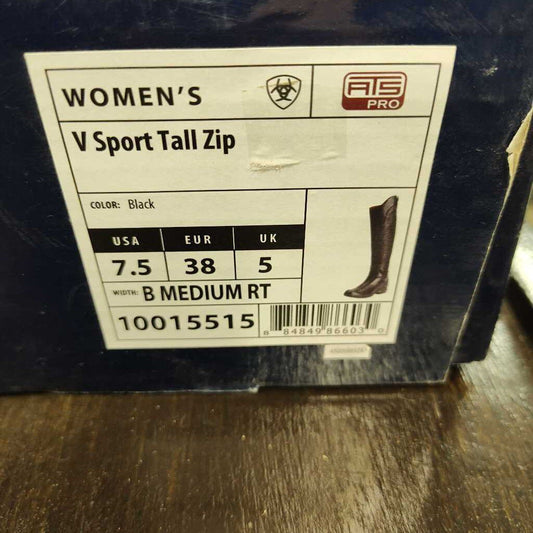 WOMEN'S
ATS
PRO
V Sport Tall Zip
COLOR: Black
USA EUR UK
7.5 38 5
WIDTH: B MEDIUM RT
10015515
8 84849 86603 0